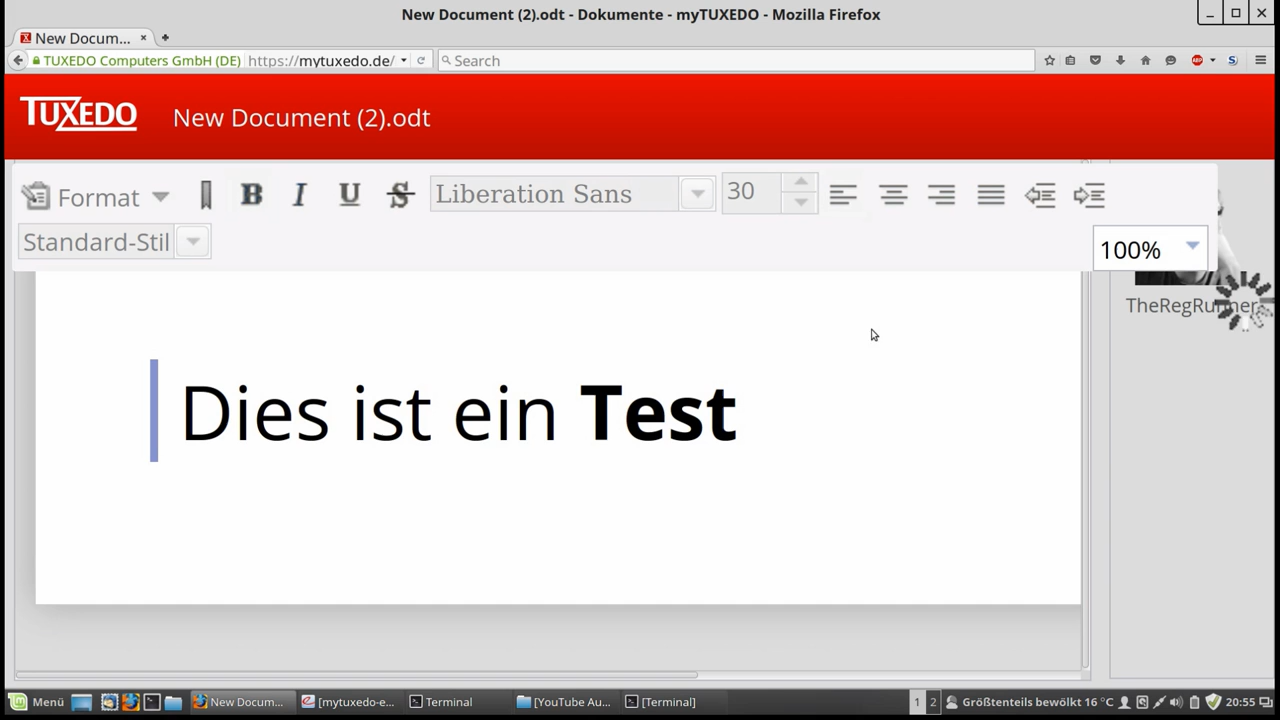 New Document (2).odt - Dokumente - myTUXEDO - Mozilla Firefox
New Docum...
TUXEDO Computers GmbH (DE) https://mytuxedo.de/ Search
TUXEDO New Document (2).odt
Format B I U S Liberation Sans 30
Standard-Stil 100%
TheRegRunner
Dies ist ein Test
Menü New Docum... [mytuxedo-e... Terminal [YouTube Au... [Terminal] 1 2 Größtenteils bewölkt 16 °C 20:55